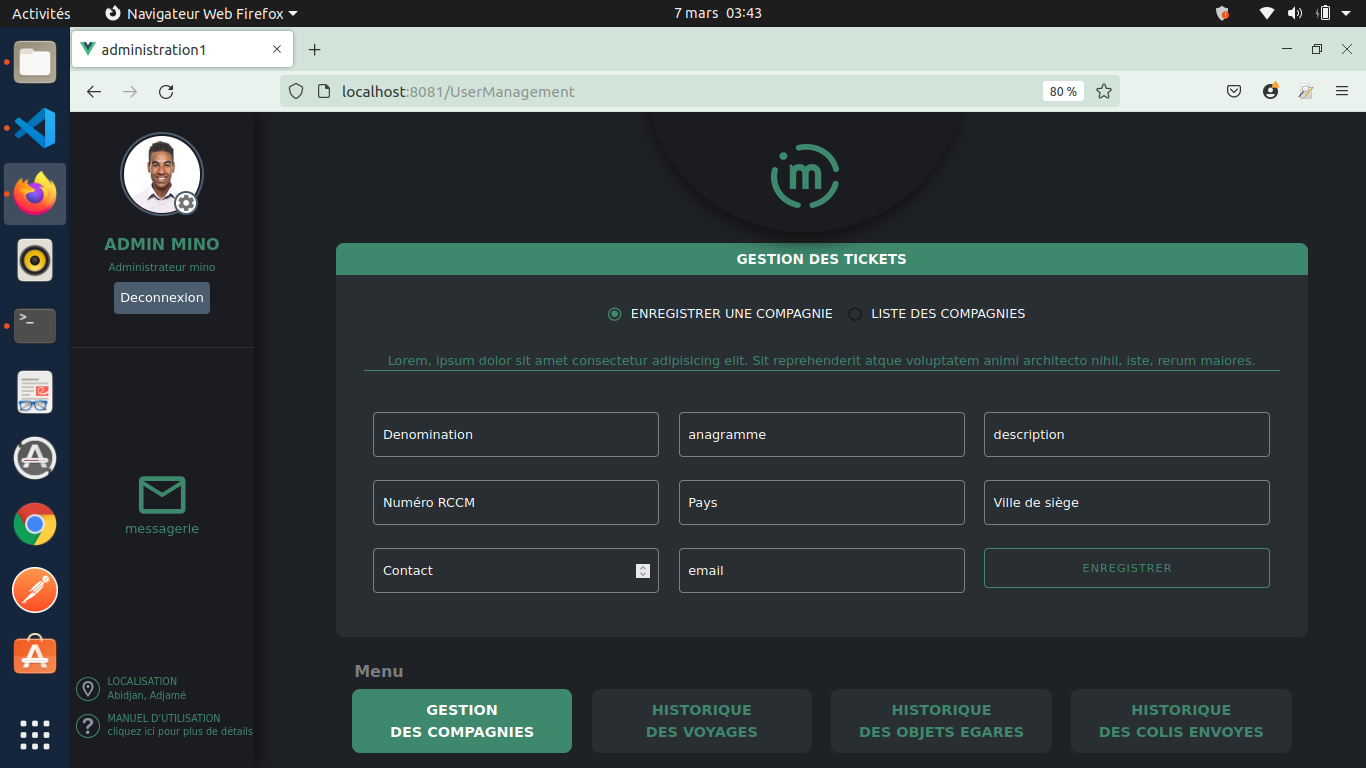 Activités
Navigateur Web Firefox
7 mars 03:43
administration1
localhost:8081/UserManagement
80 %
m
ADMIN MINO
Administrateur mino
Deconnexion
messagerie
LOCALISATION
Abidjan, Adjamé
MANUEL D'UTILISATION
cliquez ici pour plus de détails
GESTION DES TICKETS
ENREGISTRER UNE COMPAGNIE
LISTE DES COMPAGNIES
Lorem, ipsum dolor sit amet consectetur adipisicing elit. Sit reprehenderit atque voluptatem animi architecto nihil, iste, rerum maiores.
Denomination
anagramme
description
Numéro RCCM
Pays
Ville de siège
Contact
email
ENREGISTRER
Menu
GESTION
DES COMPAGNIES
HISTORIQUE
DES VOYAGES
HISTORIQUE
DES OBJETS EGARES
HISTORIQUE
DES COLIS ENVOYES